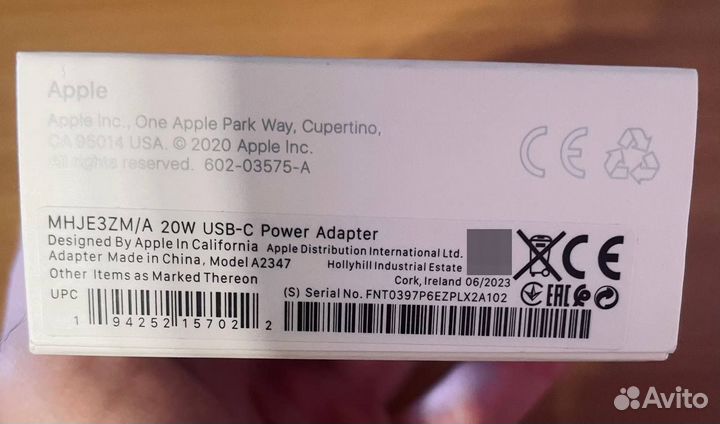 Apple
Apple Inc., One Apple Park Way, Cupertino,
CA 95014 USA. © 2020 Apple Inc.
All rights reserved. 602-03575-A
MHJE3ZM/A 20W USB-C Power Adapter
Designed By Apple In California
Adapter Made in China, Model A2347
Other Items as Marked Thereon
Apple Distribution International Ltd.
Hollyhill Industrial Estate
Cork, Ireland 06/2023
CE
EAC
UPC
1 94252 15702 2
(S) Serial No. FNT0397P6EZPLX2A102
CE
Avito